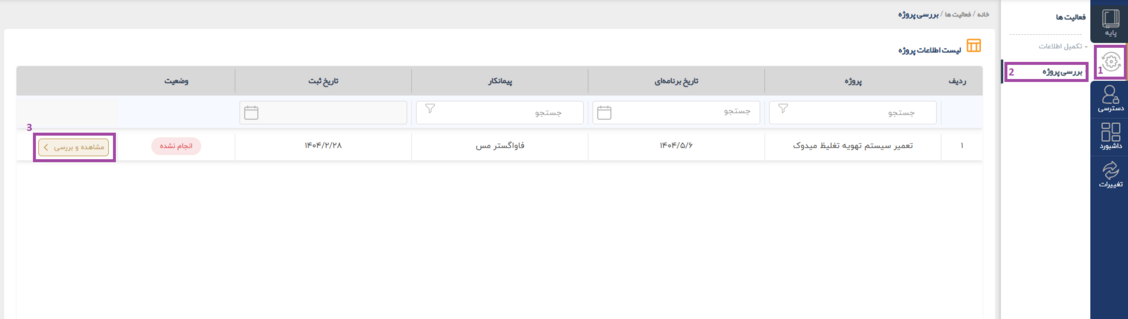 پایه
دسترسی
داشبورد
تغییرات
1
فعالیت ها
تکمیل اطلاعات
بررسی پروژه
2
خانه / فعالیت ها / بررسی پروژه
لیست اطلاعات پروژه
ردیف پروژه تاریخ برنامه‌ای پیمانکار تاریخ ثبت وضعیت
جستجو جستجو جستجو
۱ تعمیر سیستم تهویه تغلیظ میدوک ۱۴۰۴/۵/۶ فاواگستر مس ۱۴۰۴/۲/۲۸ انجام نشده مشاهده و بررسی
3